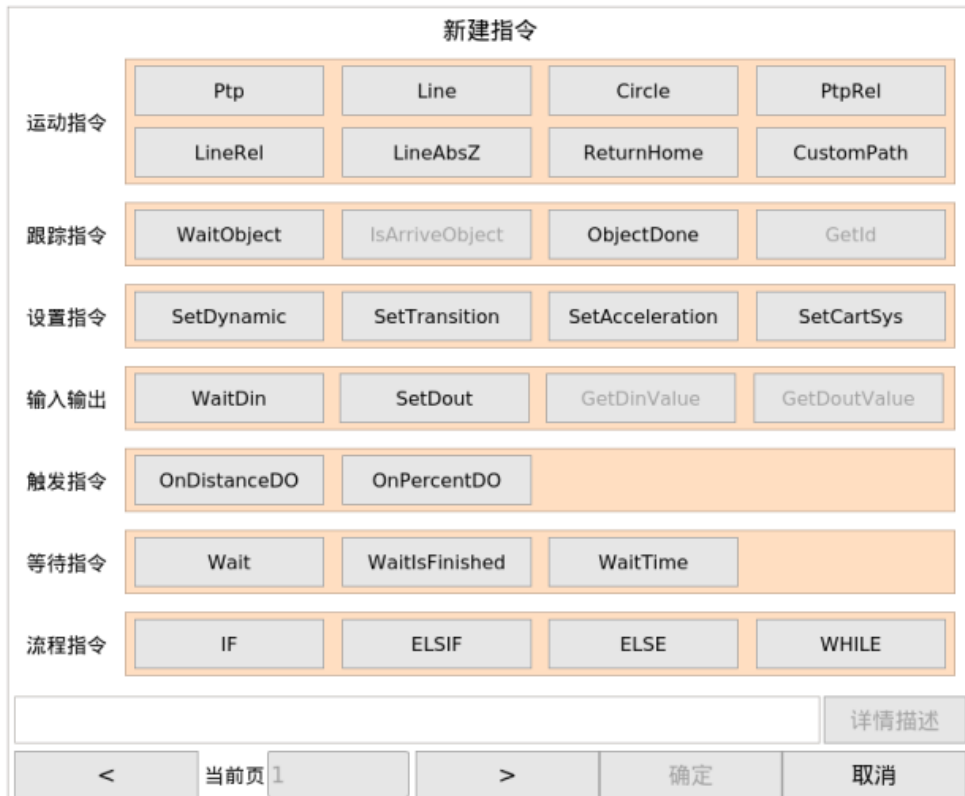 新建指令
运动指令
Ptp Line Circle PtpRel
LineRel LineAbsZ ReturnHome CustomPath
跟踪指令 WaitObject IsArriveObject ObjectDone GetId
设置指令 SetDynamic SetTransition SetAcceleration SetCartSys
输入输出 WaitDin SetDout GetDinValue GetDoutValue
触发指令 OnDistanceDO OnPercentDO
等待指令 Wait WaitIsFinished WaitTime
流程指令 IF ELSIF ELSE WHILE
详情描述
< 当前页 1 > 确定 取消